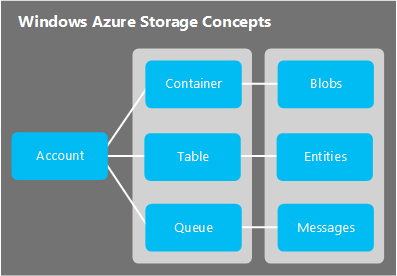 Windows Azure Storage Concepts
Container
Blobs
Account
Table
Entities
Queue
Messages